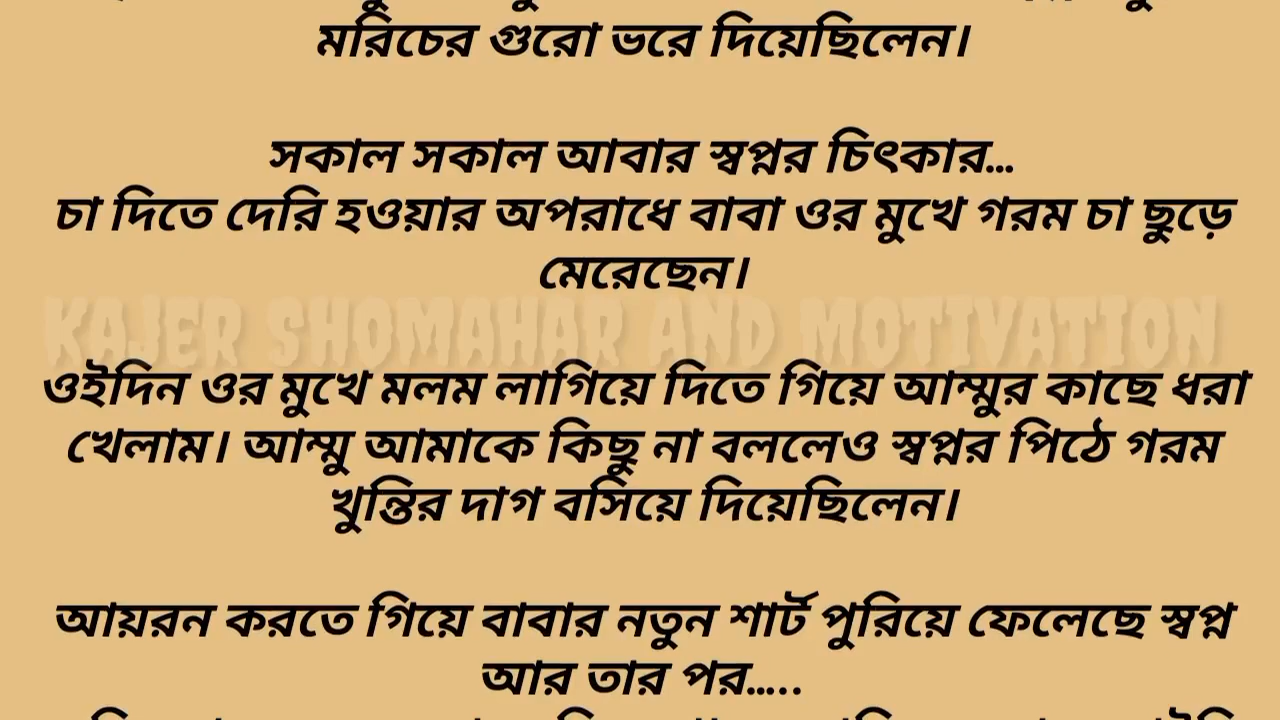 মরিচের গুরো ভরে দিয়েছিলেন।
সকাল সকাল আবার স্বপ্নর চিৎকার...
চা দিতে দেরি হওয়ার অপরাধে বাবা ওর মুখে গরম চা ছুড়ে
মেরেছেন।
KAJER SHOMAHAR AND MOTIVATION
ওইদিন ওর মুখে মলম লাগিয়ে দিতে গিয়ে আম্মুর কাছে ধরা
খেলাম। আম্মু আমাকে কিছু না বললেও স্বপ্নর পিঠে গরম
খুন্তির দাগ বসিয়ে দিয়েছিলেন।
আয়রন করতে গিয়ে বাবার নতুন শার্ট পুরিয়ে ফেলেছে স্বপ্ন
আর তার পর.....